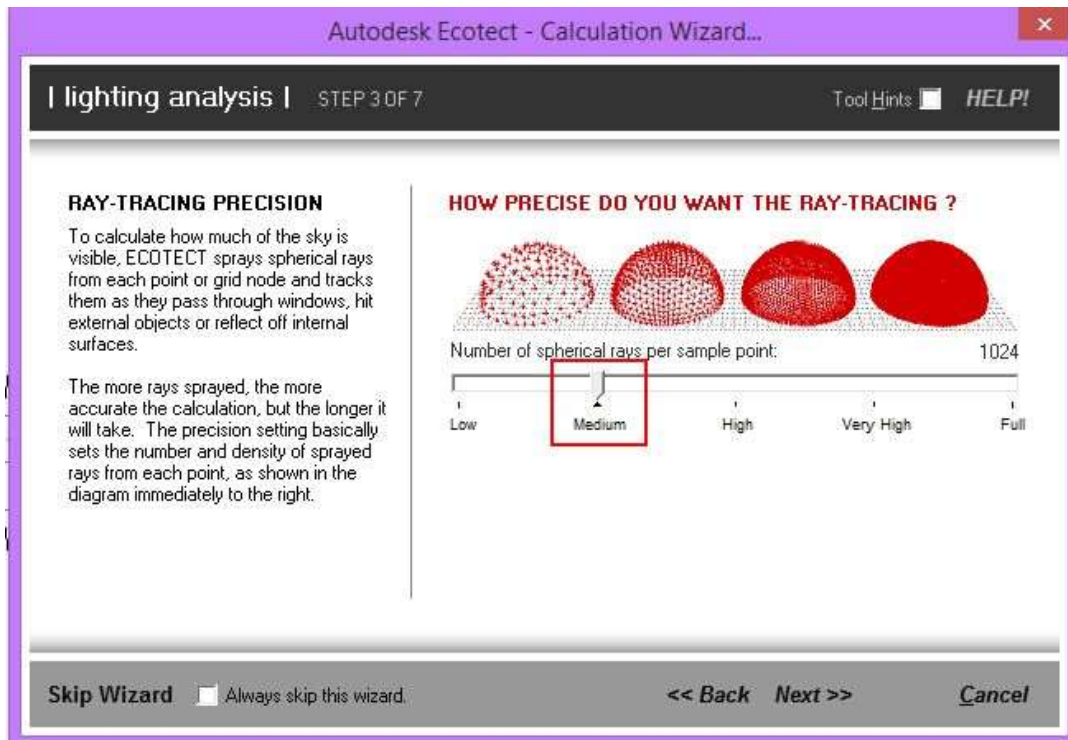 Autodesk Ecotect - Calculation Wizard...
| lighting analysis | STEP 3 OF 7 Tool Hints HELP!
RAY-TRACING PRECISION
To calculate how much of the sky is
visible, ECOTECT sprays spherical rays
from each point or grid node and tracks
them as they pass through windows, hit
external objects or reflect off internal
surfaces.
The more rays sprayed, the more
accurate the calculation, but the longer it
will take. The precision setting basically
sets the number and density of sprayed
rays from each point, as shown in the
diagram immediately to the right.
HOW PRECISE DO YOU WANT THE RAY-TRACING ?
Number of spherical rays per sample point: 1024
Low Medium High Very High Full
Skip Wizard Always skip this wizard. << Back Next >> Cancel